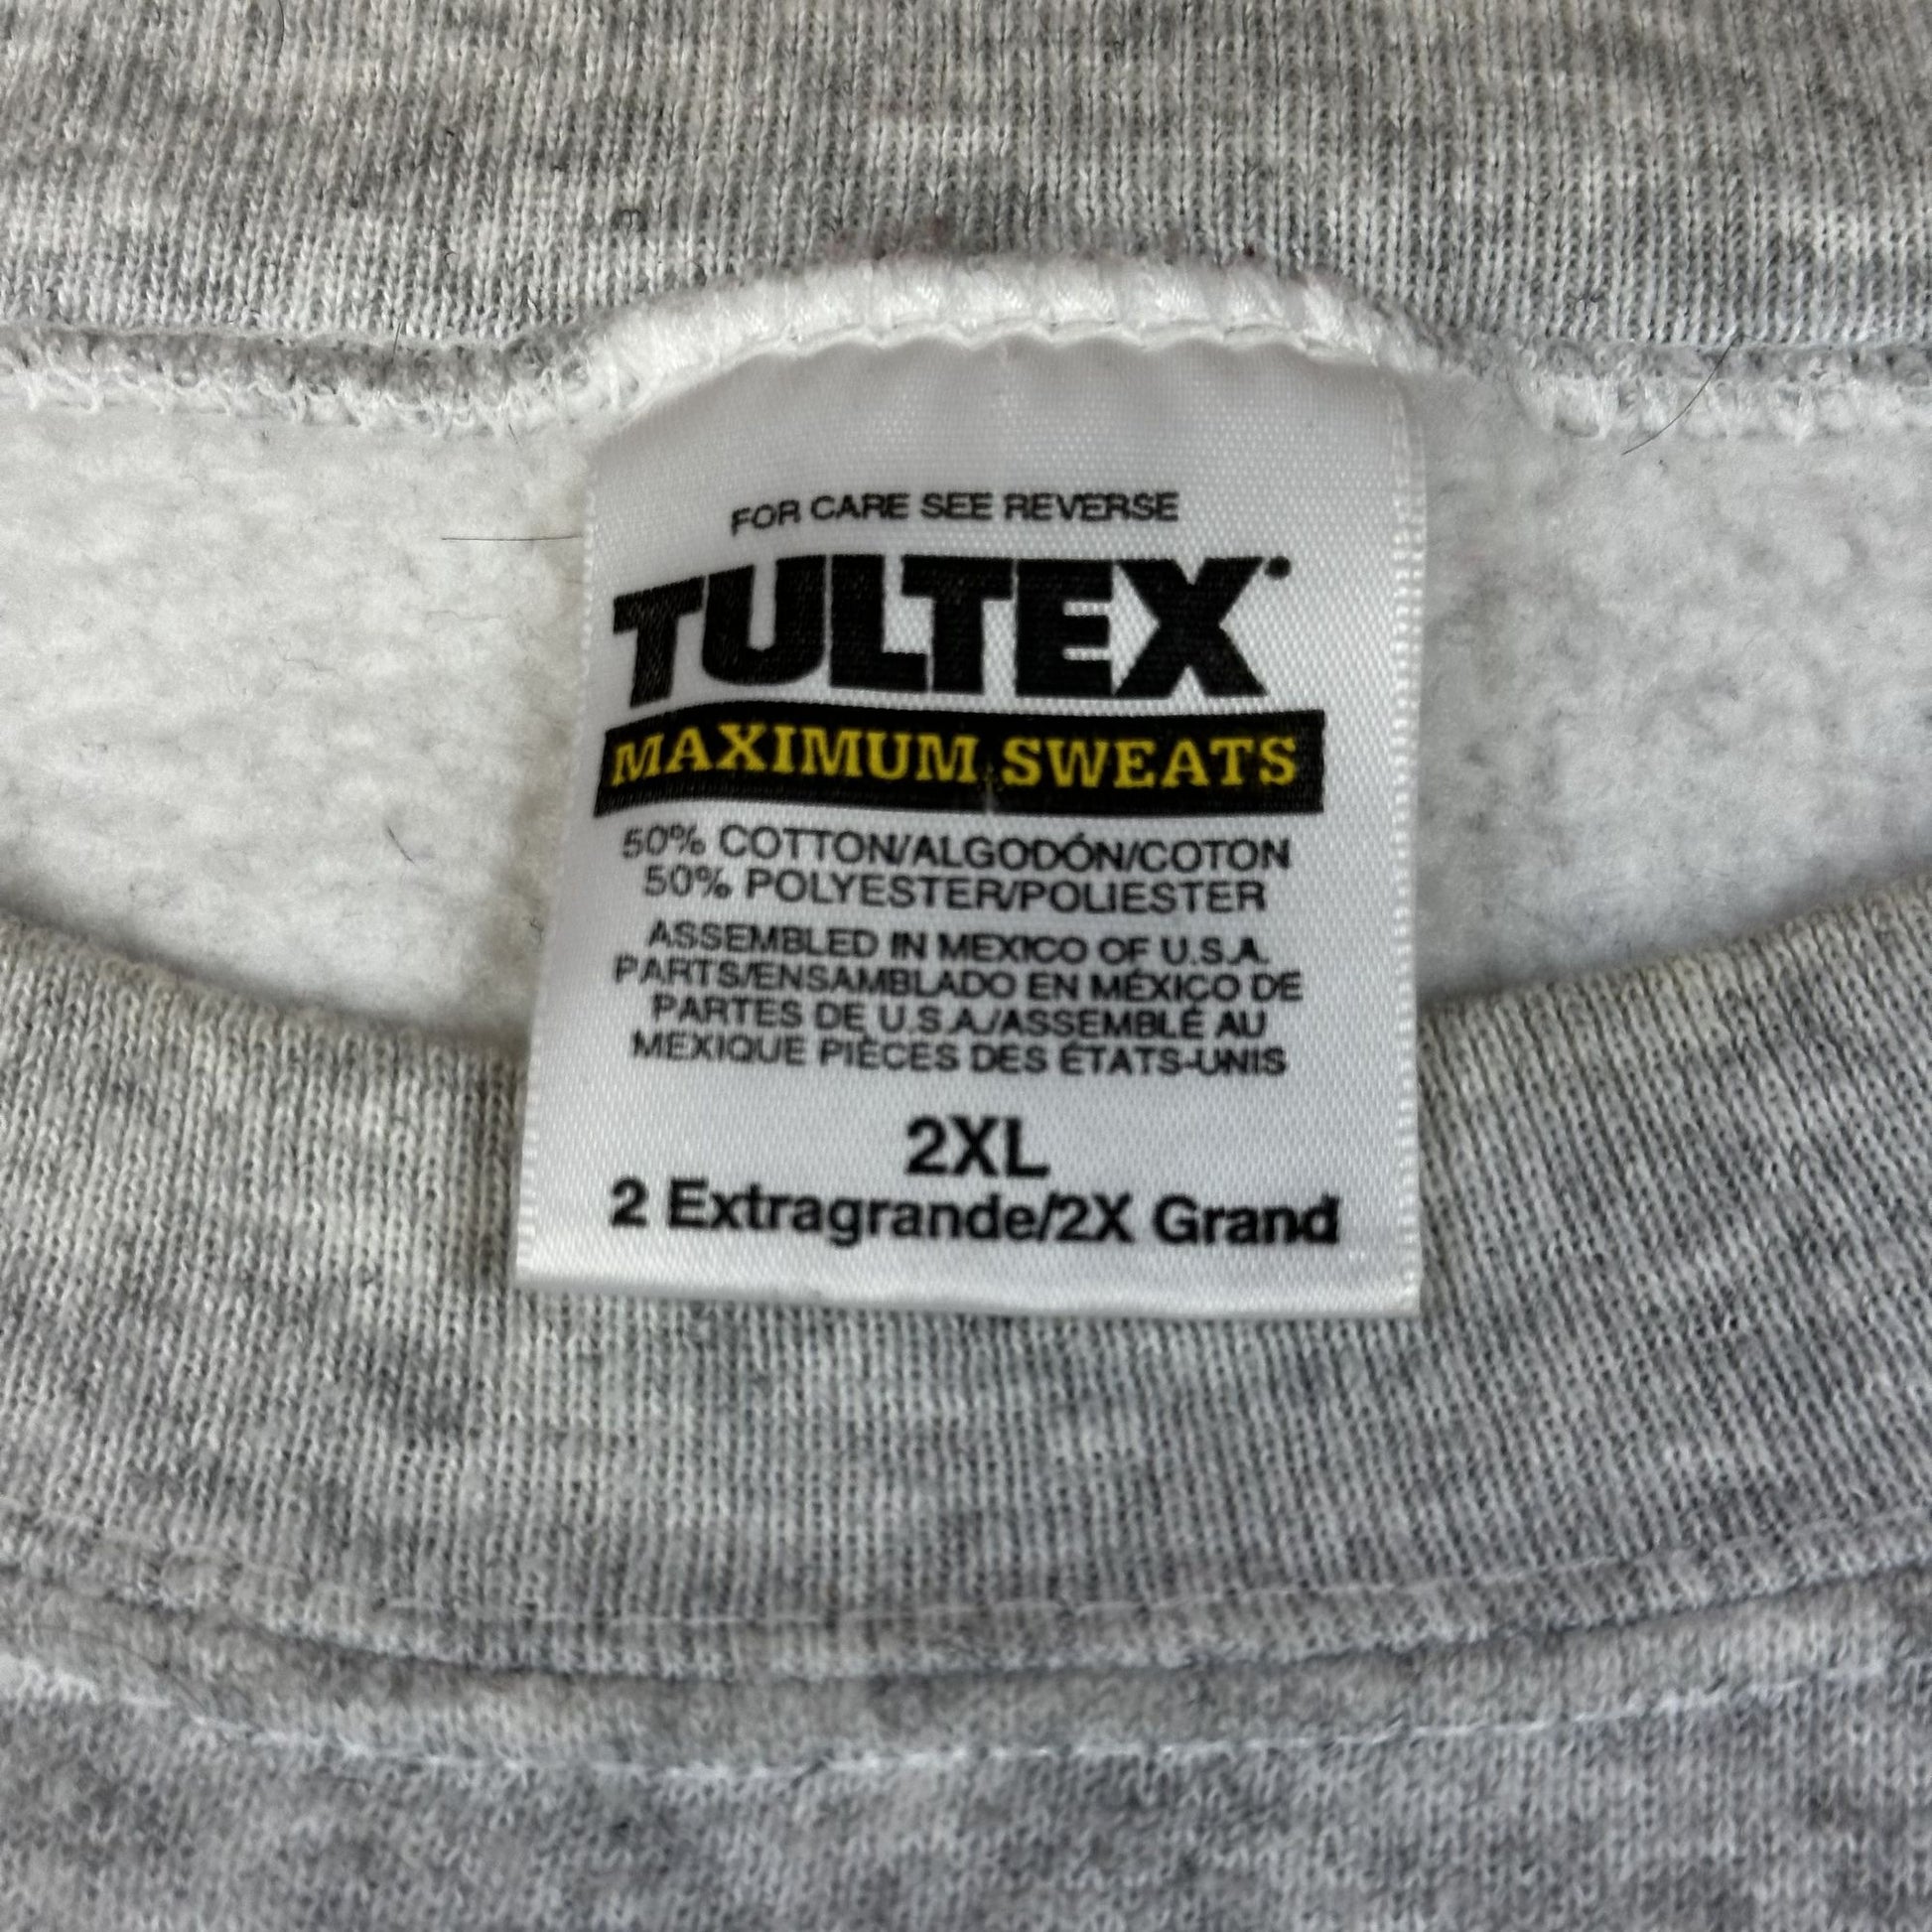 FOR CARE SEE REVERSE
TULTEX
MAXIMUM SWEATS
50% COTTON/ALGODÓN/COTON
50% POLYESTER/POLIESTER
ASSEMBLED IN MEXICO OF U.S.A.
PARTS/ENSAMBLADO EN MÉXICO DE
PARTES DE U.S.A./ASSEMBLÉ AU
MEXIQUE PIÈCES DES ÉTATS-UNIS
2XL
2 Extragrande/2X Grand